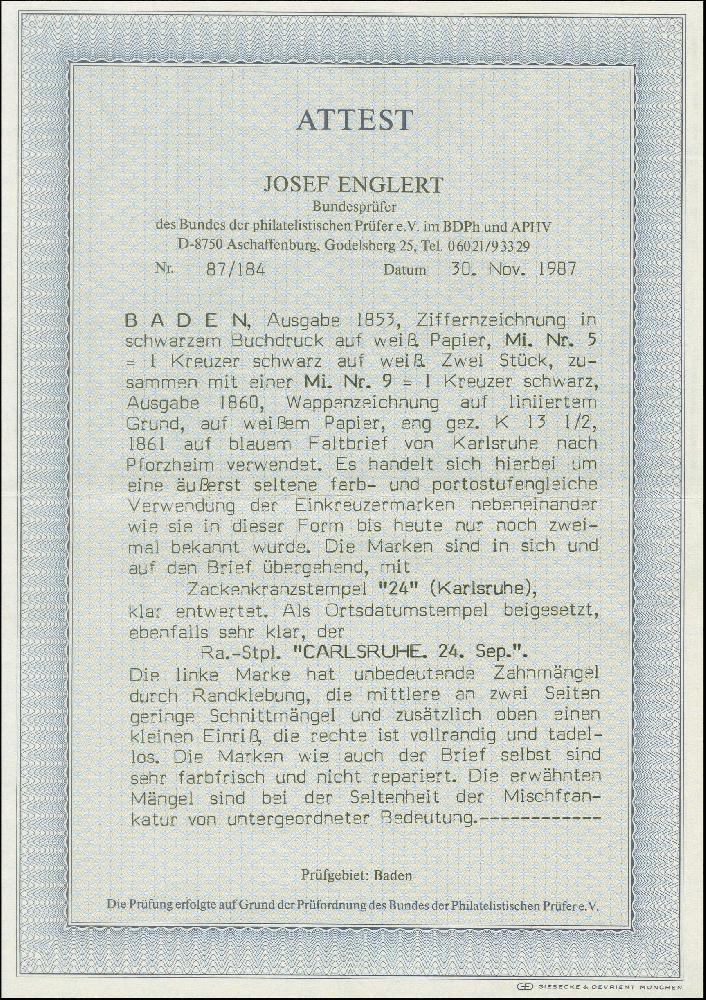 ATTEST
JOSEF ENGLERT
Bundesprüfer
des Bundes der philatelistischen Prüfer e.V. im BDPh und APHV
D-8750 Aschaffenburg, Godelsberg 25, Tel. 06021/93329
Nr. 87/184 Datum 30. Nov. 1987
B A D E N, Ausgabe 1853, Ziffernzeichnung in
schwarzem Buchdruck auf weiß Papier, Mi. Nr. 5
= 1 Kreuzer schwarz auf weiß Zwei Stück, zu-
sammen mit einer Mi. Nr. 9 = 1 Kreuzer schwarz,
Ausgabe 1860, Wappenzeichnung auf liniiertem
Grund, auf weißem Papier, eng gez. K 13 1/2,
1861 auf blauem Faltbrief von Karlsruhe nach
Pforzheim verwendet. Es handelt sich hierbei um
eine äußerst seltene farb- und portostufengleiche
Verwendung der Einkreuzermarken nebeneinander
wie sie in dieser Form bis heute nur noch zwei-
mal bekannt wurde. Die Marken sind in sich und
auf den Brief übergehend, mit
Zackenkranzstempel "24" (Karlsruhe),
klar entwertet. Als Ortsdatumstempel beigesetzt,
ebenfalls sehr klar, der
Ra.-Stpl. "CARLSRUHE. 24. Sep.".
Die linke Marke hat unbedeutende Zahnmängel
durch Randklebung, die mittlere an zwei Seiten
geringe Schnittmängel und zusätzlich oben einen
kleinen Einriß, die rechte ist vollrandig und tadel-
los. Die Marken wie auch der Brief selbst sind
sehr farbfrisch und nicht repariert. Die erwähnten
Mängel sind bei der Seltenheit der Mischfran-
katur von untergeordneter Bedeutung.------------
Prüfgebiet: Baden
Die Prüfung erfolgte auf Grund der Prüfordnung des Bundes der Philatelistischen Prüfer e.V.
GIESECKE & DEVRIENT MÜNCHEN